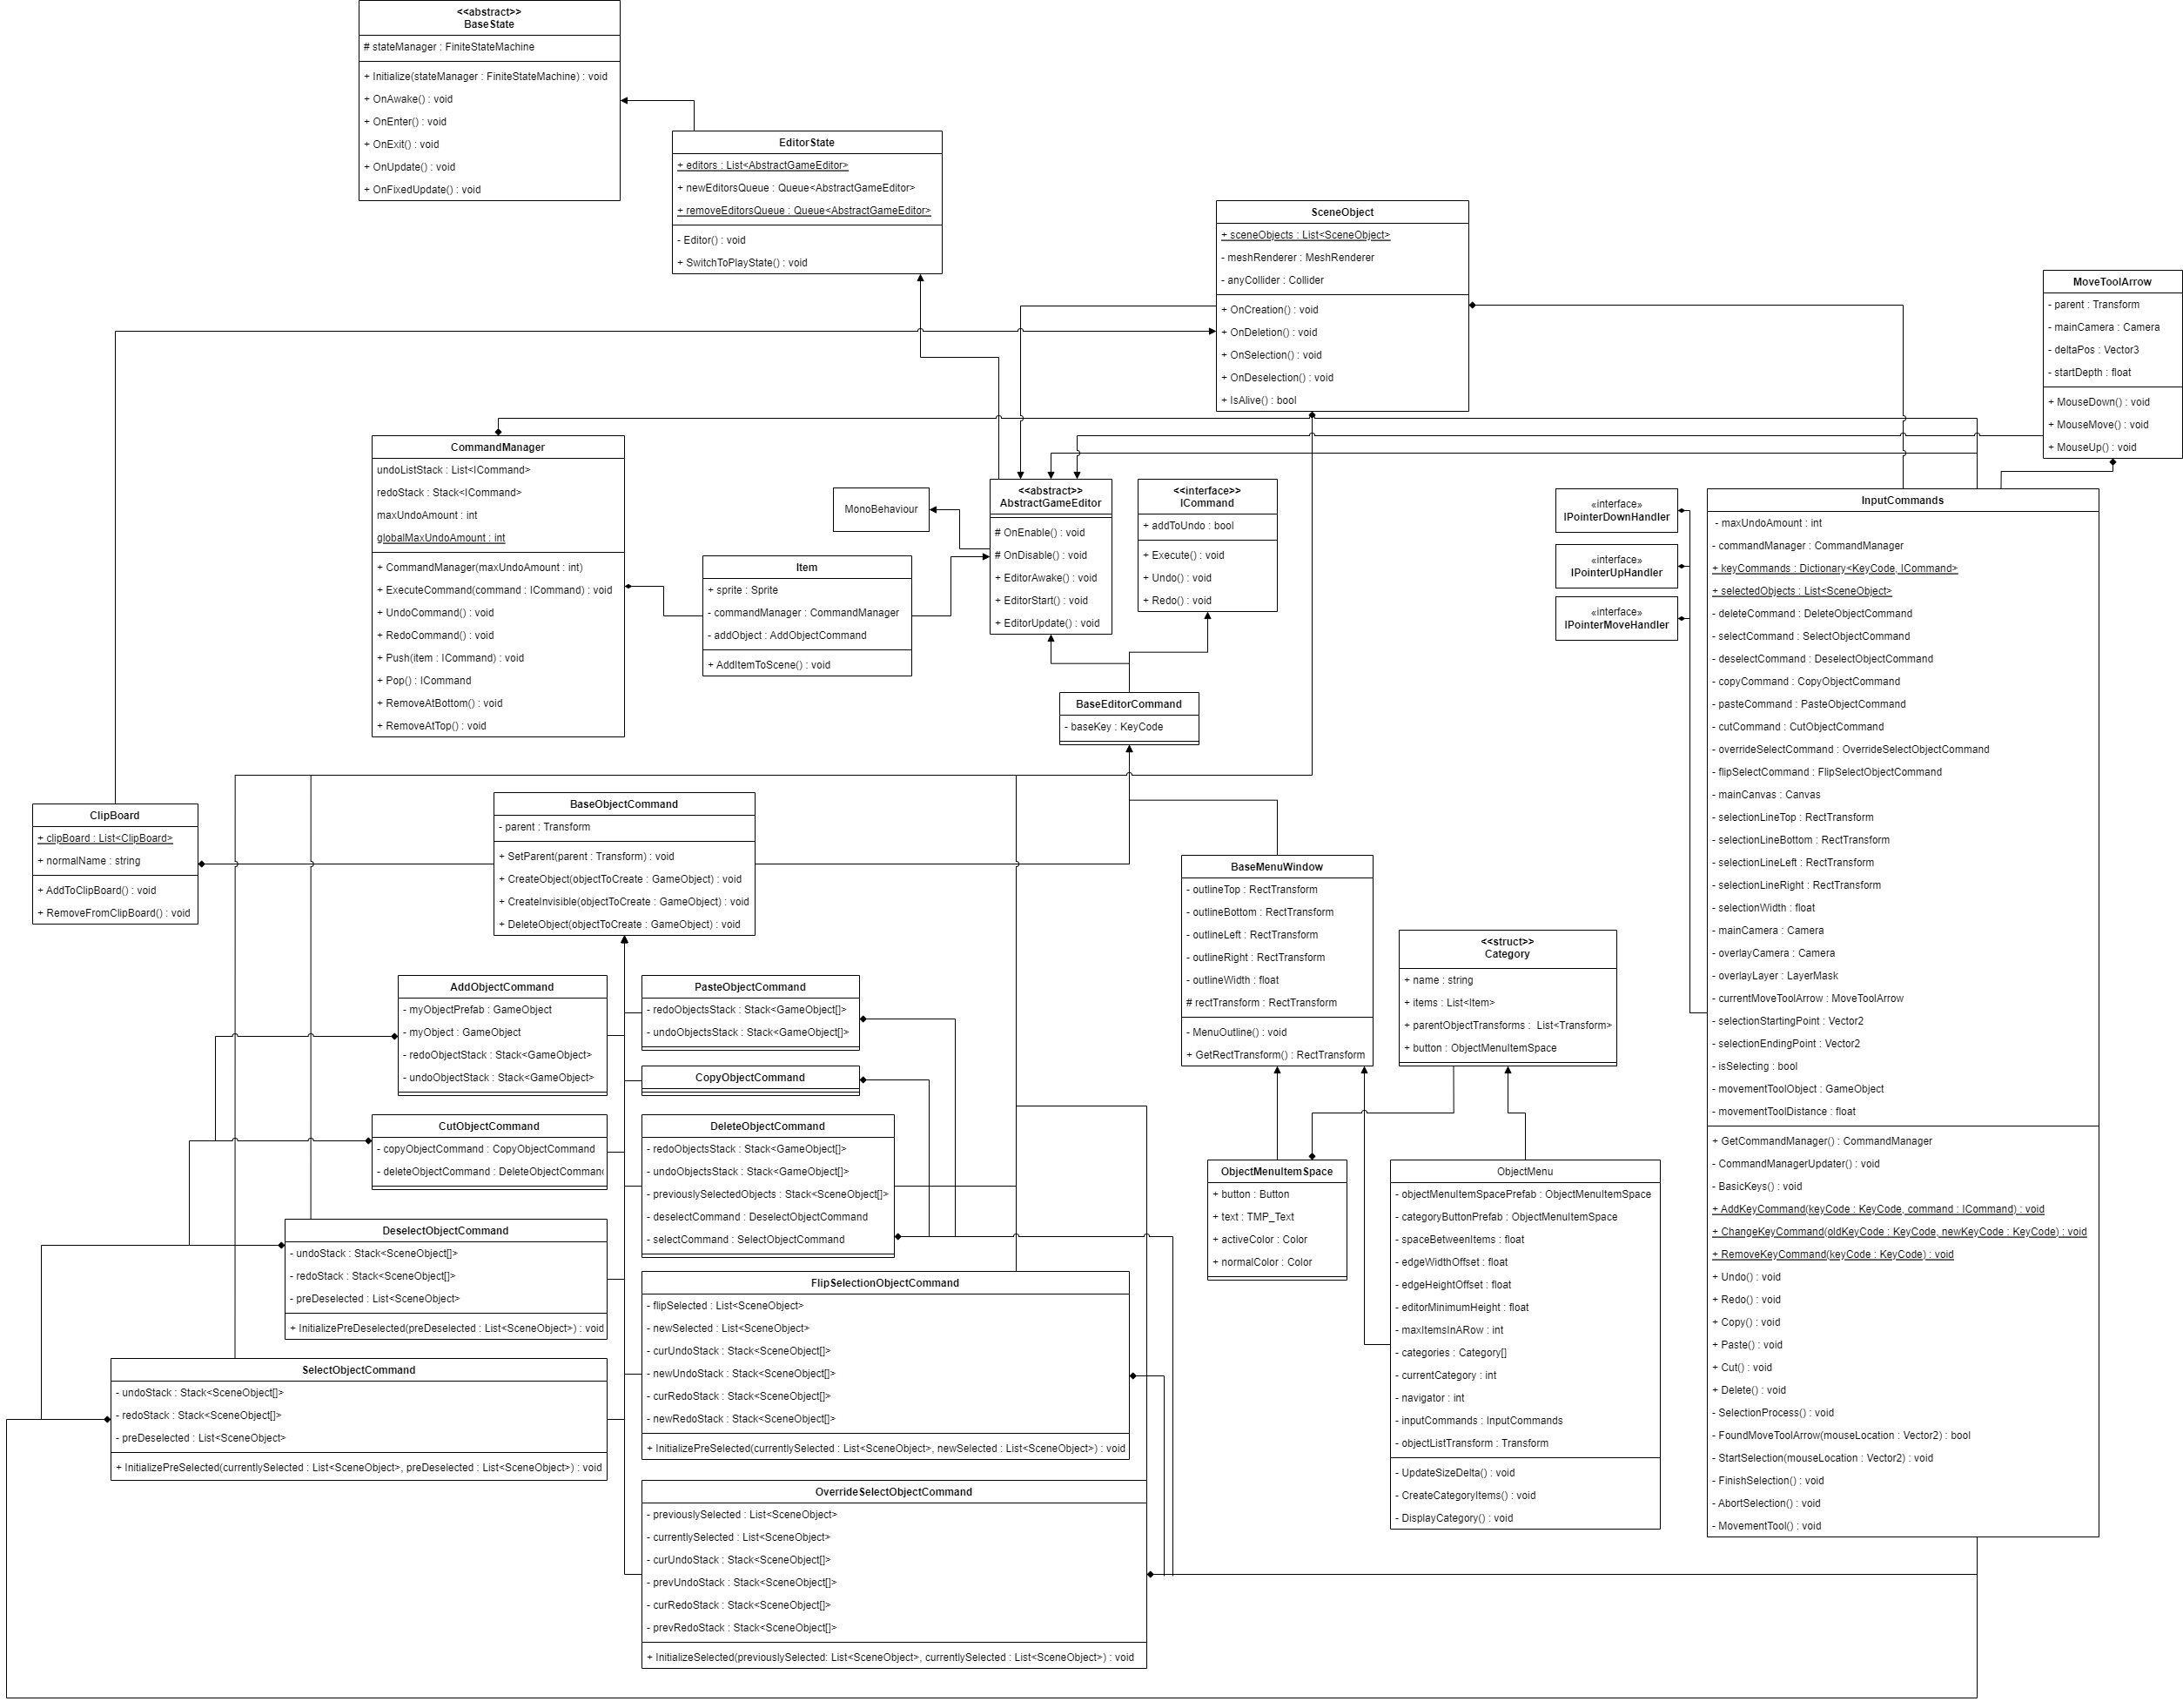 <<abstract>>
BaseState
# stateManager : FiniteStateMachine
+ Initialize(stateManager : FiniteStateMachine) : void
+ OnAwake() : void
+ OnEnter() : void
+ OnExit() : void
+ OnUpdate() : void
+ OnFixedUpdate() : void
EditorState
+ editors : List<AbstractGameEditor>
+ newEditorsQueue : Queue<AbstractGameEditor>
+ removeEditorsQueue : Queue<AbstractGameEditor>
- Editor() : void
+ SwitchToPlayState() : void
SceneObject
+ sceneObjects : List<SceneObject>
- meshRenderer : MeshRenderer
- anyCollider : Collider
+ OnCreation() : void
+ OnDeletion() : void
+ OnSelection() : void
+ OnDeselection() : void
+ IsAlive() : bool
MoveToolArrow
- parent : Transform
- mainCamera : Camera
- deltaPos : Vector3
- startDepth : float
+ MouseDown() : void
+ MouseMove() : void
+ MouseUp() : void
CommandManager
undoListStack : List<ICommand>
redoStack : Stack<ICommand>
maxUndoAmount : int
globalMaxUndoAmount : int
+ CommandManager(maxUndoAmount : int)
+ ExecuteCommand(command : ICommand) : void
+ UndoCommand() : void
+ RedoCommand() : void
+ Push(item : ICommand) : void
+ Pop() : ICommand
+ RemoveAtBottom() : void
+ RemoveAtTop() : void
MonoBehaviour
Item
+ sprite : Sprite
- commandManager : CommandManager
- addObject : AddObjectCommand
+ AddItemToScene() : void
<<abstract>>
AbstractGameEditor
# OnEnable() : void
# OnDisable() : void
+ EditorAwake() : void
+ EditorStart() : void
+ EditorUpdate() : void
<<interface>>
ICommand
+ addToUndo : bool
+ Execute() : void
+ Undo() : void
+ Redo() : void
BaseEditorCommand
- baseKey : KeyCode
«interface»
IPointerDownHandler
«interface»
IPointerUpHandler
«interface»
IPointerMoveHandler
InputCommands
- maxUndoAmount : int
- commandManager : CommandManager
+ keyCommands : Dictionary<KeyCode, ICommand>
+ selectedObjects : List<SceneObject>
- deleteCommand : DeleteObjectCommand
- selectCommand : SelectObjectCommand
- deselectCommand : DeselectObjectCommand
- copyCommand : CopyObjectCommand
- pasteCommand : PasteObjectCommand
- cutCommand : CutObjectCommand
- overrideSelectCommand : OverrideSelectObjectCommand
- flipSelectCommand : FlipSelectObjectCommand
- mainCanvas : Canvas
- selectionLineTop : RectTransform
- selectionLineBottom : RectTransform
- selectionLineLeft : RectTransform
- selectionLineRight : RectTransform
- selectionWidth : float
- mainCamera : Camera
- overlayCamera : Camera
- overlayLayer : LayerMask
- currentMoveToolArrow : MoveToolArrow
- selectionStartingPoint : Vector2
- selectionEndingPoint : Vector2
- isSelecting : bool
- movementToolObject : GameObject
- movementToolDistance : float
+ GetCommandManager() : CommandManager
- CommandManagerUpdater() : void
- BasicKeys() : void
+ AddKeyCommand(keyCode : KeyCode, command : ICommand) : void
+ ChangeKeyCommand(oldKeyCode : KeyCode, newKeyCode : KeyCode) : void
+ RemoveKeyCommand(keyCode : KeyCode) : void
+ Undo() : void
+ Redo() : void
+ Copy() : void
+ Paste() : void
+ Cut() : void
+ Delete() : void
- SelectionProcess() : void
- FoundMoveToolArrow(mouseLocation : Vector2) : bool
- StartSelection(mouseLocation : Vector2) : void
- FinishSelection() : void
- AbortSelection() : void
- MovementTool() : void
ClipBoard
+ clipBoard : List<ClipBoard>
+ normalName : string
+ AddToClipBoard() : void
+ RemoveFromClipBoard() : void
BaseObjectCommand
- parent : Transform
+ SetParent(parent : Transform) : void
+ CreateObject(objectToCreate : GameObject) : void
+ CreateInvisible(objectToCreate : GameObject) : void
+ DeleteObject(objectToCreate : GameObject) : void
BaseMenuWindow
- outlineTop : RectTransform
- outlineBottom : RectTransform
- outlineLeft : RectTransform
- outlineRight : RectTransform
- outlineWidth : float
# rectTransform : RectTransform
- MenuOutline() : void
+ GetRectTransform() : RectTransform
<<struct>>
Category
+ name : string
+ items : List<Item>
+ parentObjectTransforms : List<Transform>
+ button : ObjectMenuItemSpace
AddObjectCommand
- myObjectPrefab : GameObject
- myObject : GameObject
- redoObjectStack : Stack<GameObject>
- undoObjectStack : Stack<GameObject>
PasteObjectCommand
- redoObjectsStack : Stack<GameObject[]>
- undoObjectsStack : Stack<GameObject[]>
CopyObjectCommand
CutObjectCommand
- copyObjectCommand : CopyObjectCommand
- deleteObjectCommand : DeleteObjectComman
DeleteObjectCommand
- redoObjectsStack : Stack<GameObject[]>
- undoObjectsStack : Stack<GameObject[]>
- previouslySelectedObjects : Stack<SceneObject[]>
- deselectCommand : DeselectObjectCommand
- selectCommand : SelectObjectCommand
ObjectMenuItemSpace
+ button : Button
+ text : TMP_Text
+ activeColor : Color
+ normalColor : Color
ObjectMenu
- objectMenuItemSpacePrefab : ObjectMenuItemSpace
- categoryButtonPrefab : ObjectMenuItemSpace
- spaceBetweenItems : float
- edgeWidthOffset : float
- edgeHeightOffset : float
- editorMinimumHeight : float
- maxItemsInARow : int
- categories : Category[]
- currentCategory : int
- navigator : int
- inputCommands : InputCommands
- objectListTransform : Transform
- UpdateSizeDelta() : void
- CreateCategoryItems() : void
- DisplayCategory() : void
DeselectObjectCommand
- undoStack : Stack<SceneObject[]>
- redoStack : Stack<SceneObject[]>
- preDeselected : List<SceneObject>
+ InitializePreDeselected(preDeselected : List<SceneObject>) : void
FlipSelectionObjectCommand
- flipSelected : List<SceneObject>
- newSelected : List<SceneObject>
- curUndoStack : Stack<SceneObject[]>
- newUndoStack : Stack<SceneObject[]>
- curRedoStack : Stack<SceneObject[]>
- newRedoStack : Stack<SceneObject[]>
+ InitializePreSelected(currentlySelected : List<SceneObject>, newSelected : List<SceneObject>) : void
SelectObjectCommand
- undoStack : Stack<SceneObject[]>
- redoStack : Stack<SceneObject[]>
- preDeselected : List<SceneObject>
+ InitializePreSelected(currentlySelected : List<SceneObject>, preDeselected : List<SceneObject>) : void
OverrideSelectObjectCommand
- previouslySelected : List<SceneObject>
- currentlySelected : List<SceneObject>
- curUndoStack : Stack<SceneObject[]>
- prevUndoStack : Stack<SceneObject[]>
- curRedoStack : Stack<SceneObject[]>
- prevRedoStack : Stack<SceneObject[]>
+ InitializeSelected(previouslySelected: List<SceneObject>, currentlySelected : List<SceneObject>) : void